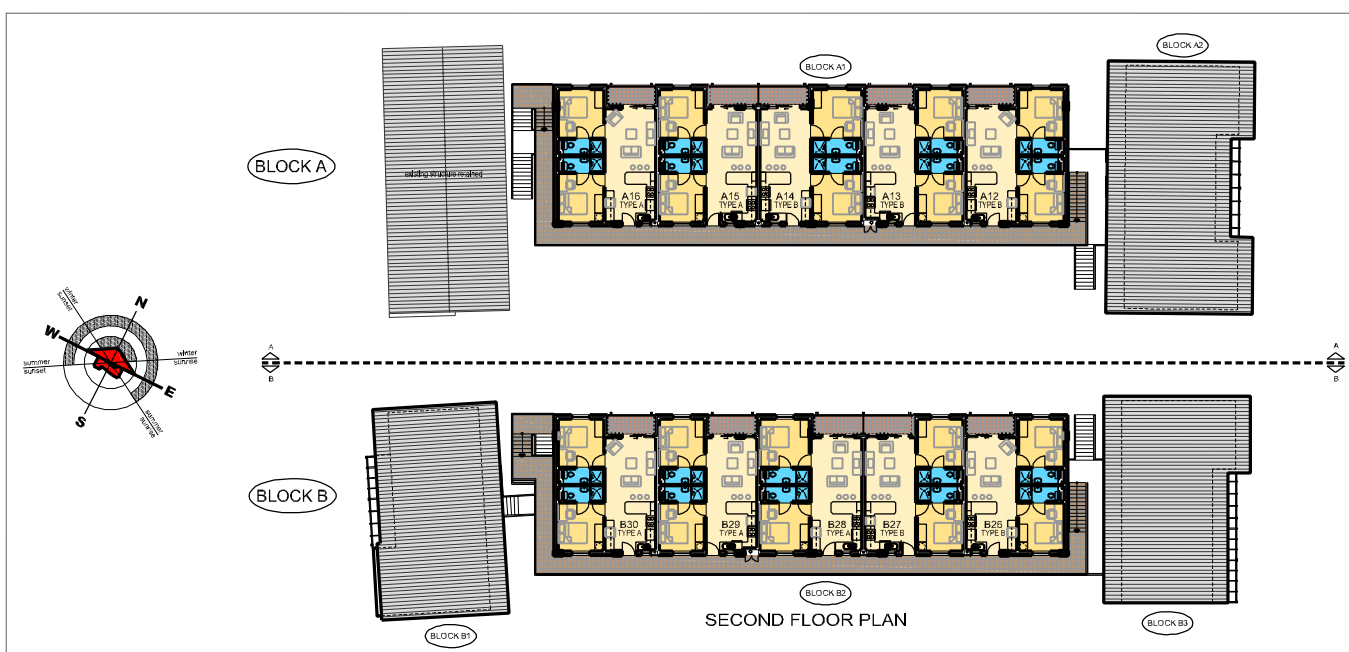 BLOCK A1
BLOCK A2
BLOCK A
existing structure retained
A16
TYPE A
A15
TYPE A
A14
TYPE B
A13
TYPE B
A12
TYPE B
winter
sunset
N
W
summer
sunset
winter
sunrise
E
S
summer
sunrise
A
B
A
B
BLOCK B
B30
TYPE A
B29
TYPE A
B28
TYPE A
B27
TYPE B
B26
TYPE B
BLOCK B2
SECOND FLOOR PLAN
BLOCK B1
BLOCK B3